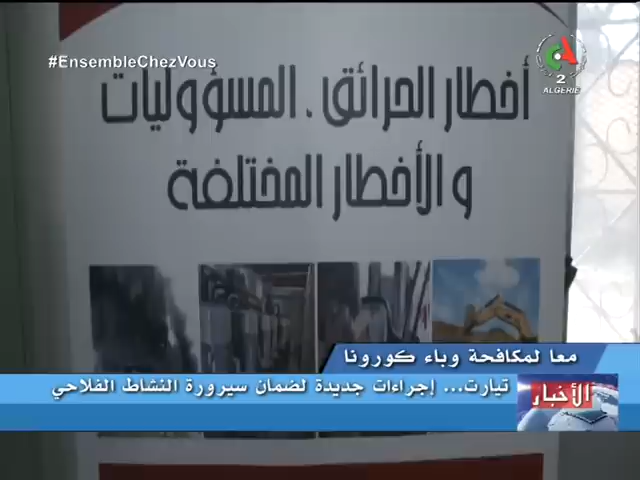 #EnsembleChezVous
2
ALGERIE
أخطار الحرائق . المسؤوليات
و الأخطار المختلفة
معا لمكافحة وباء كورونا
تيارت... إجراءات جديدة لضمان سيرورة النشاط الفلاحي
الأخبار